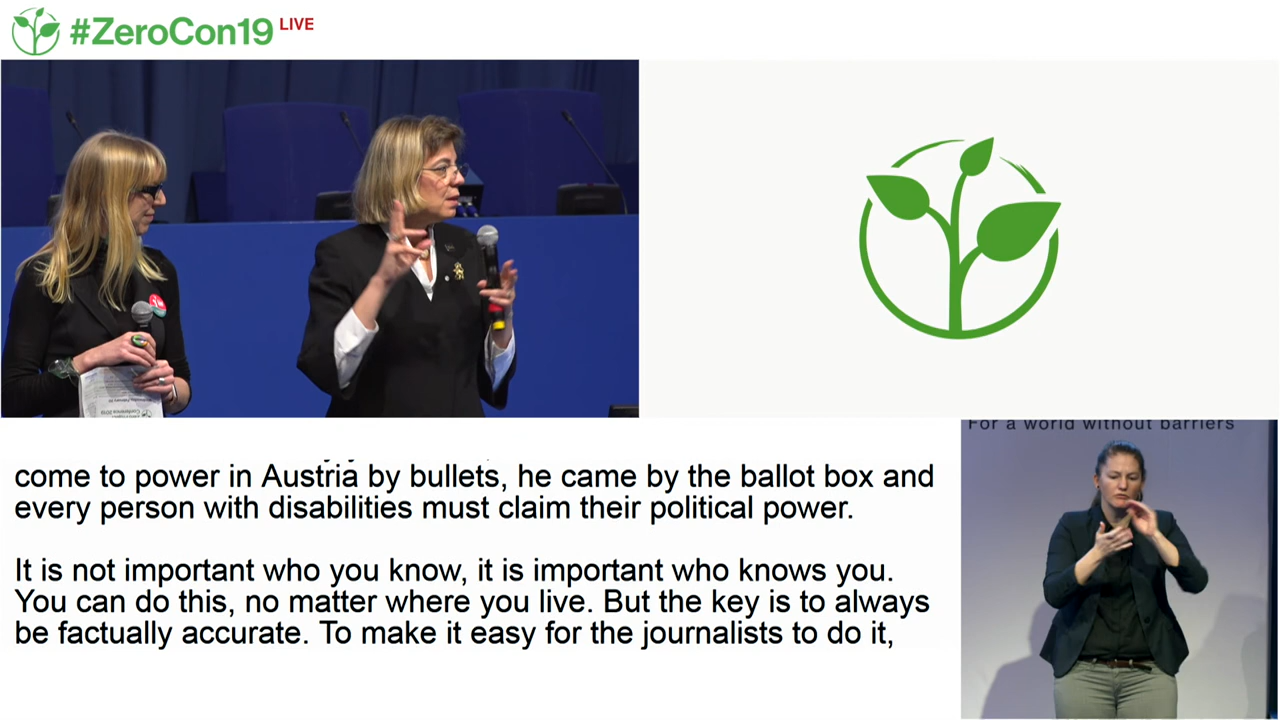 #ZeroCon19 LIVE
For a world without barriers
come to power in Austria by bullets, he came by the ballot box and
every person with disabilities must claim their political power.
It is not important who you know, it is important who knows you.
You can do this, no matter where you live. But the key is to always
be factually accurate. To make it easy for the journalists to do it,